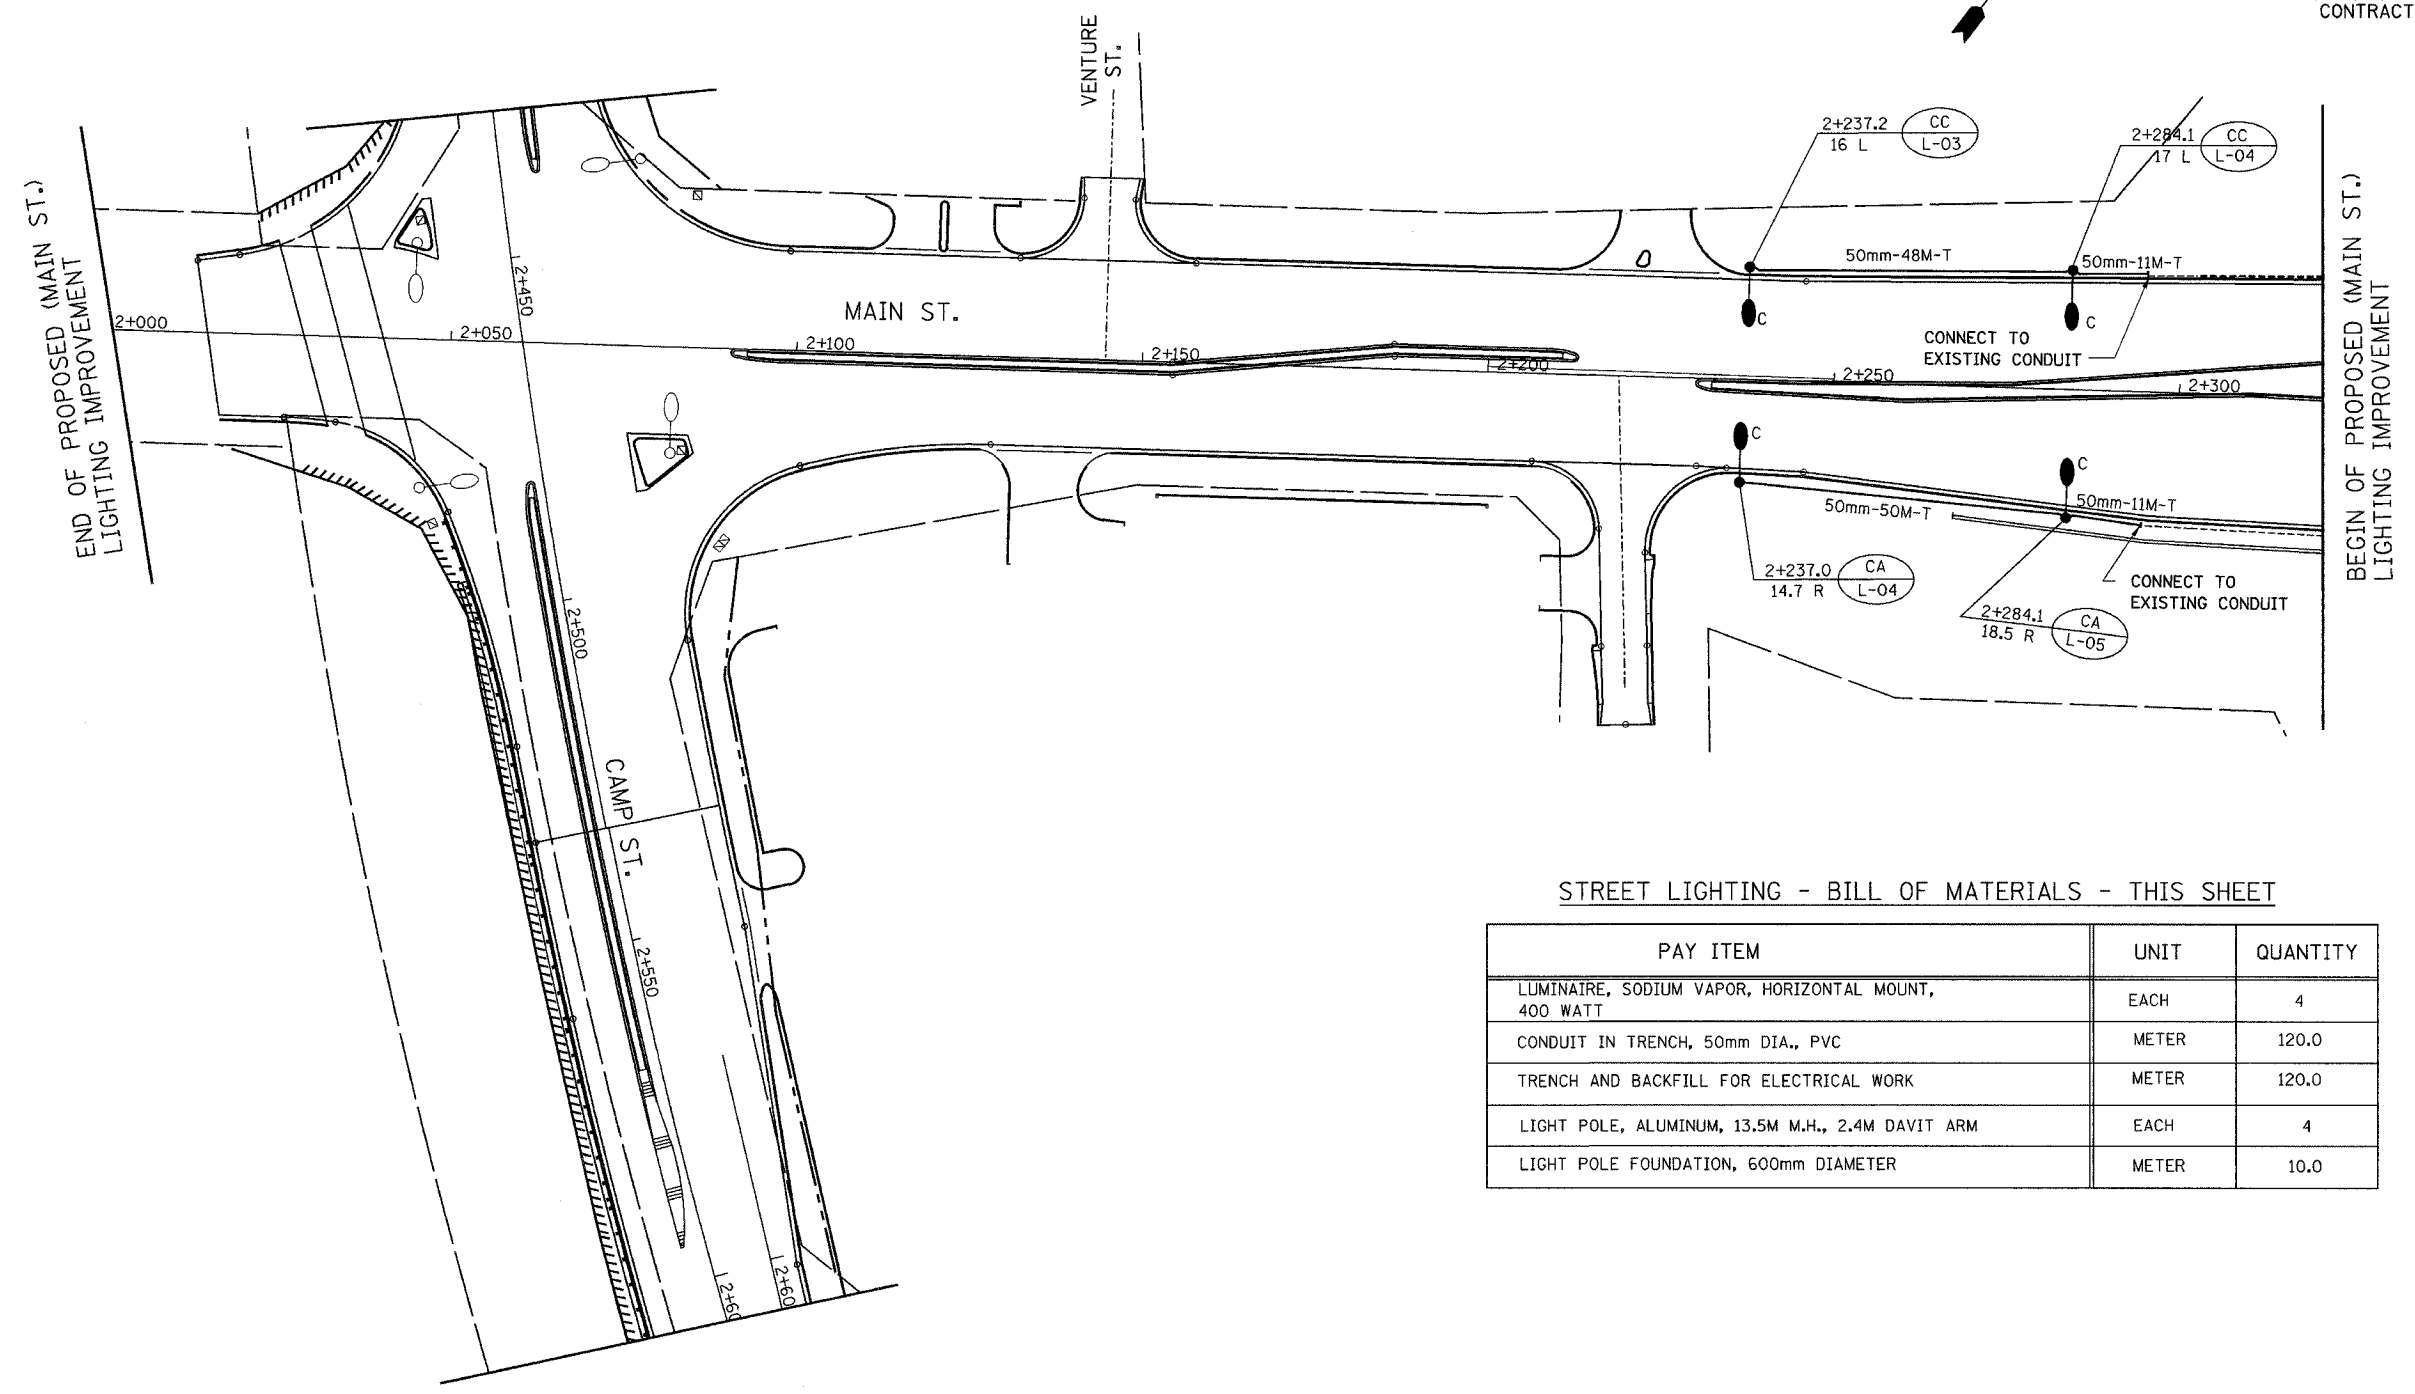 CONTRACT
VENTURE
ST.
2+237.2
16 L
CC
L-03
2+284.1
17 L
CC
L-04
END OF PROPOSED (MAIN ST.)
LIGHTING IMPROVEMENT
BEGIN OF PROPOSED (MAIN ST.)
LIGHTING IMPROVEMENT
50mm-48M-T
50mm-11M-T
2+450
MAIN ST.
C
C
2+000
2+050
2+100
2+150
2+200
2+250
2+300
CONNECT TO
EXISTING CONDUIT
C
C
50mm-50M-T
50mm-11M-T
2+237.0
14.7 R
CA
L-04
CONNECT TO
EXISTING CONDUIT
2+284.1
18.5 R
CA
L-05
2+500
CAMP ST.
2+550
2+60
2+60
STREET LIGHTING - BILL OF MATERIALS - THIS SHEET
PAY ITEM UNIT QUANTITY
LUMINAIRE, SODIUM VAPOR, HORIZONTAL MOUNT,
400 WATT EACH 4
CONDUIT IN TRENCH, 50mm DIA., PVC METER 120.0
TRENCH AND BACKFILL FOR ELECTRICAL WORK METER 120.0
LIGHT POLE, ALUMINUM, 13.5M M.H., 2.4M DAVIT ARM EACH 4
LIGHT POLE FOUNDATION, 600mm DIAMETER METER 10.0